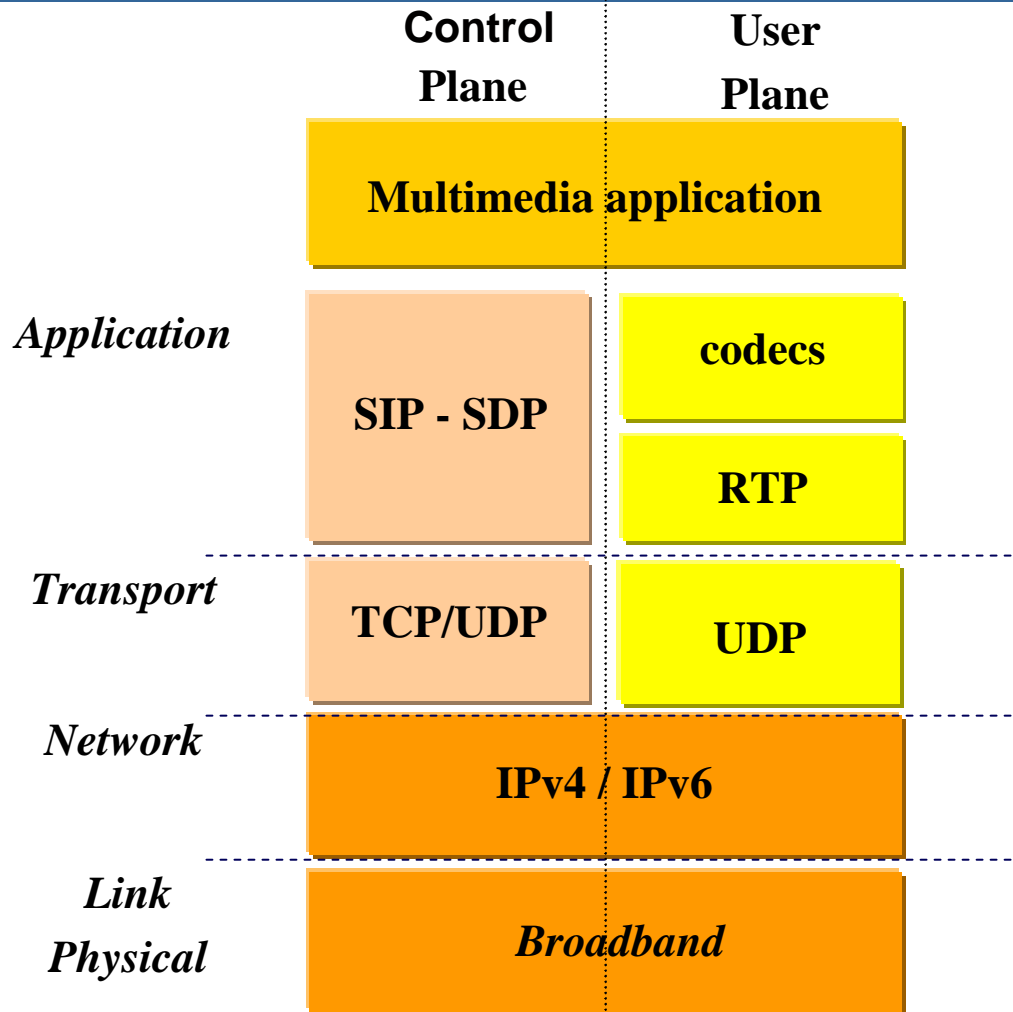 Control
Plane
User
Plane
Multimedia application
Application
SIP - SDP
codecs
RTP
Transport
TCP/UDP
UDP
Network
IPv4 / IPv6
Link
Physical
Broadband